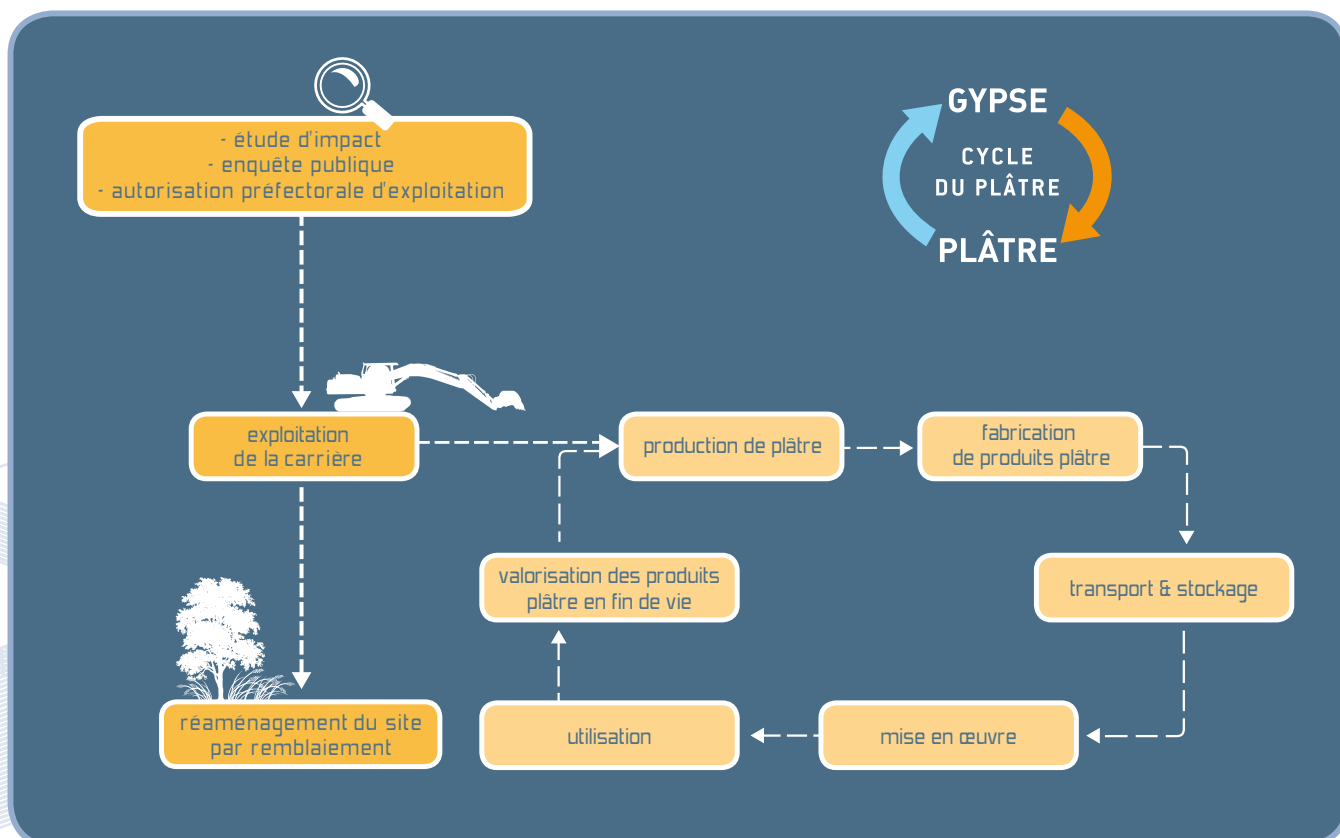 - étude d'impact
- enquête publique
- autorisation préfectorale d'exploitation
GYPSE
CYCLE
DU PLÂTRE
PLÂTRE
exploitation
de la carrière
production de plâtre
fabrication
de produits plâtre
valorisation des produits
plâtre en fin de vie
transport & stockage
réaménagement du site
par remblaiement
utilisation
mise en œuvre